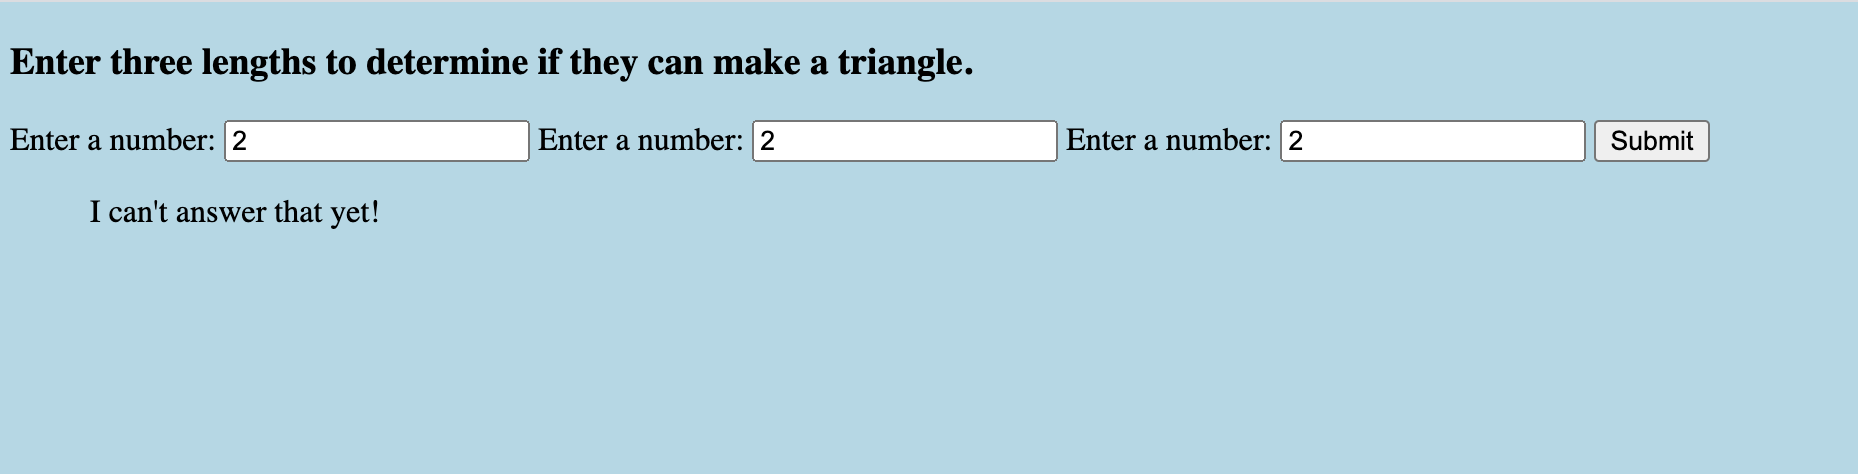 Enter three lengths to determine if they can make a triangle.
Enter a number: 2 Enter a number: 2 Enter a number: 2 Submit
I can't answer that yet!